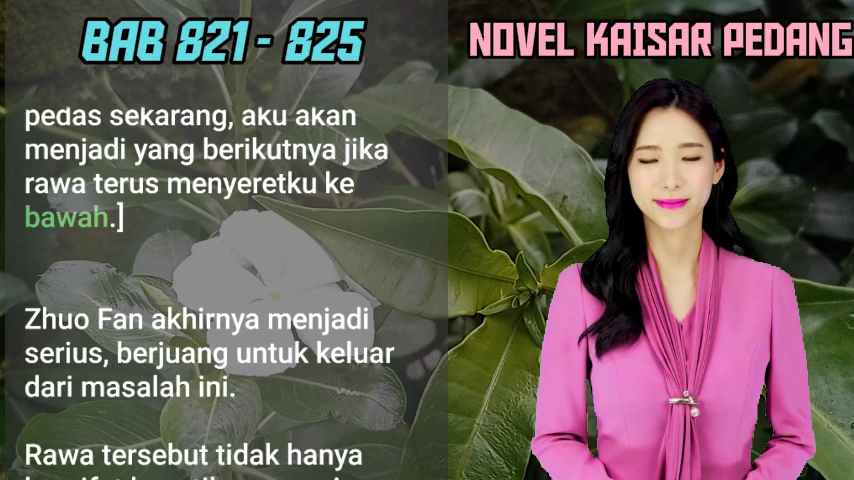 BAB 821 - 825
NOVEL KAISAR PEDANG
pedas sekarang, aku akan
menjadi yang berikutnya jika
rawa terus menyeretku ke
bawah.]
Zhuo Fan akhirnya menjadi
serius, berjuang untuk keluar
dari masalah ini.
Rawa tersebut tidak hanya